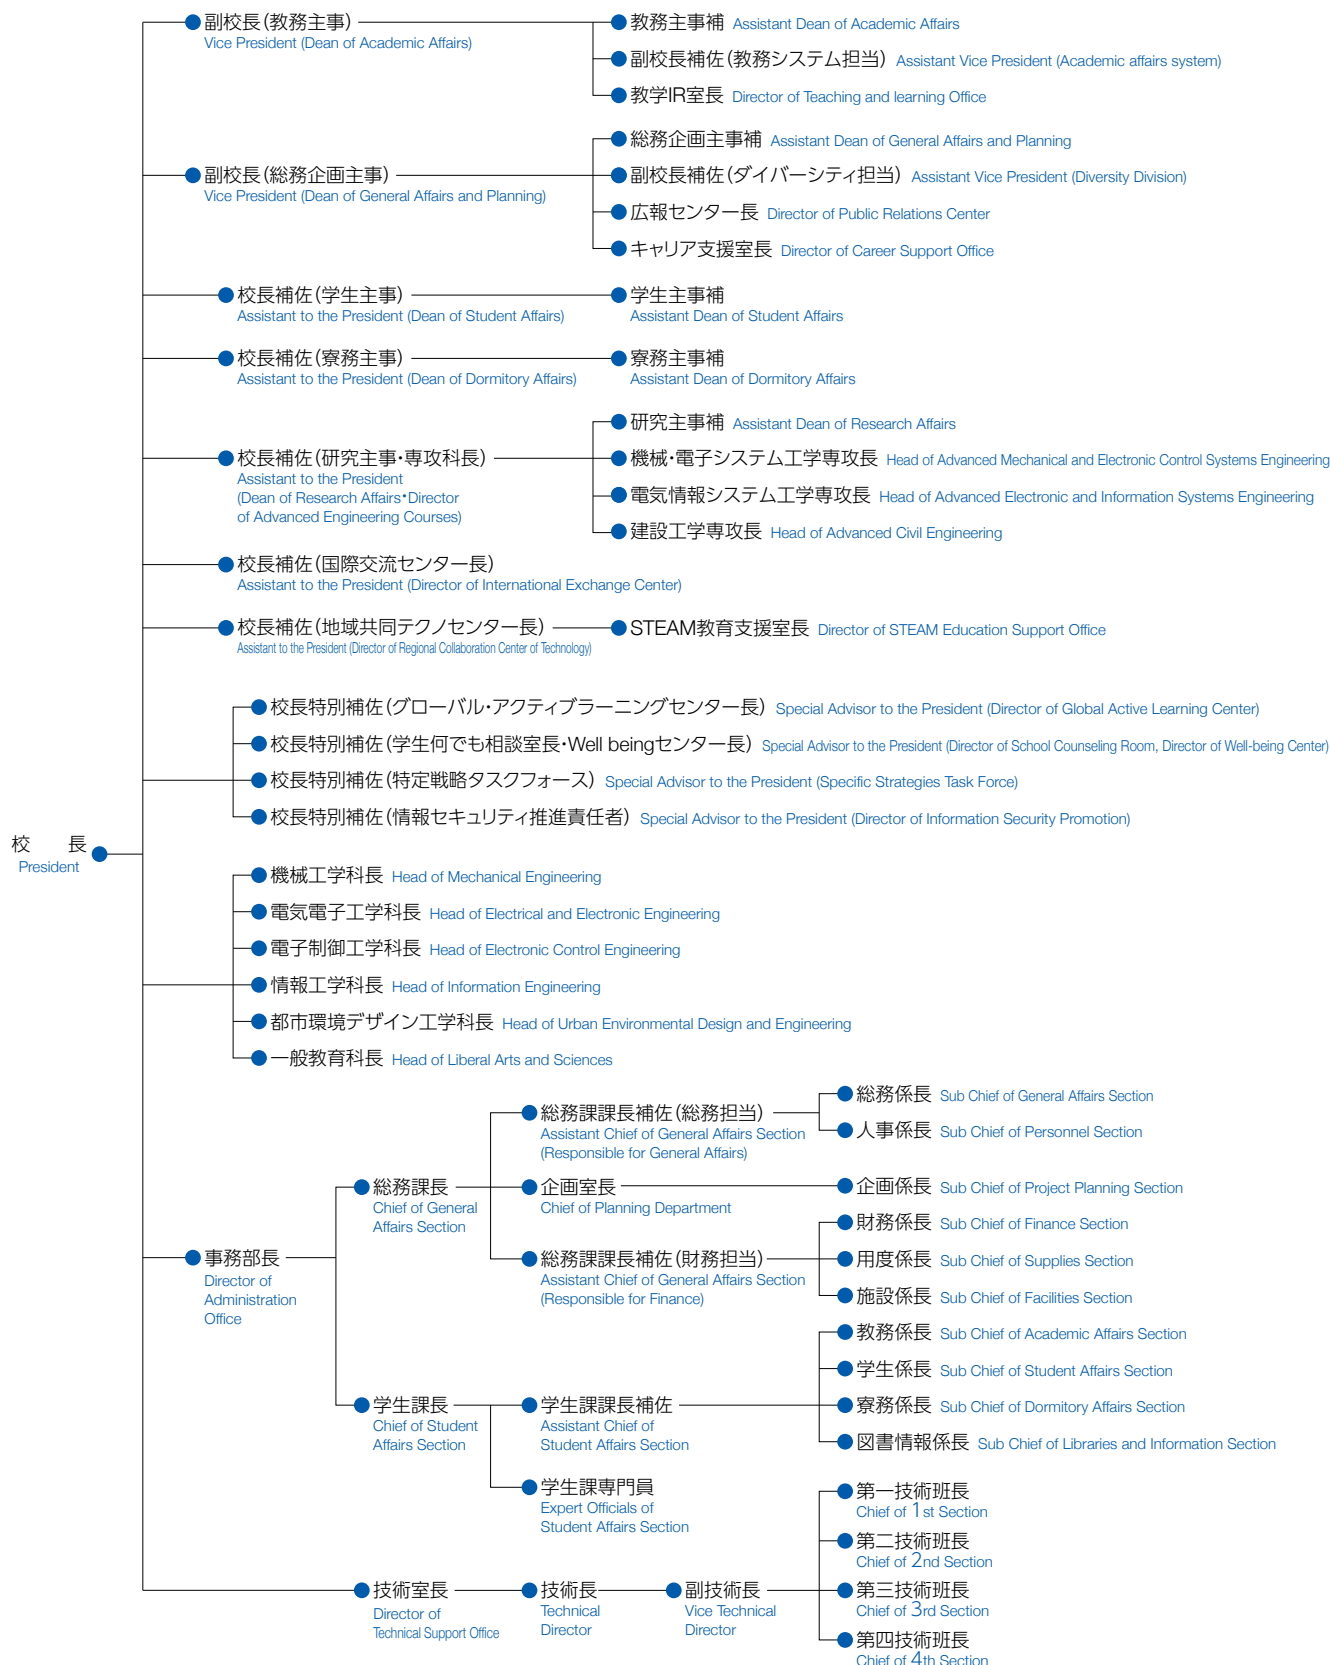 副校長(教務主事)
Vice President (Dean of Academic Affairs)
教務主事補 Assistant Dean of Academic Affairs
副校長補佐(教務システム担当) Assistant Vice President (Academic affairs system)
教学IR室長 Director of Teaching and learning Office
副校長(総務企画主事)
Vice President (Dean of General Affairs and Planning)
総務企画主事補 Assistant Dean of General Affairs and Planning
副校長補佐(ダイバーシティ担当) Assistant Vice President (Diversity Division)
広報センター長 Director of Public Relations Center
キャリア支援室長 Director of Career Support Office
校長補佐(学生主事)
Assistant to the President (Dean of Student Affairs)
学生主事補
Assistant Dean of Student Affairs
校長補佐(寮務主事)
Assistant to the President (Dean of Dormitory Affairs)
寮務主事補
Assistant Dean of Dormitory Affairs
校長補佐(研究主事・専攻科長)
Assistant to the President
(Dean of Research Affairs・Director
of Advanced Engineering Courses)
研究主事補 Assistant Dean of Research Affairs
機械・電子システム工学専攻長 Head of Advanced Mechanical and Electronic Control Systems Engineering
電気情報システム工学専攻長 Head of Advanced Electronic and Information Systems Engineering
建設工学専攻長 Head of Advanced Civil Engineering
校長補佐(国際交流センター長)
Assistant to the President (Director of International Exchange Center)
校長補佐(地域共同テクノセンター長)
Assistant to the President (Director of Regional Collaboration Center of Technology)
STEAM教育支援室長 Director of STEAM Education Support Office
校長特別補佐(グローバル・アクティブラーニングセンター長) Special Advisor to the President (Director of Global Active Learning Center)
校長特別補佐(学生何でも相談室長・Well beingセンター長) Special Advisor to the President (Director of School Counseling Room, Director of Well-being Center)
校長特別補佐(特定戦略タスクフォース) Special Advisor to the President (Specific Strategies Task Force)
校長特別補佐(情報セキュリティ推進責任者) Special Advisor to the President (Director of Information Security Promotion)
校 長
President
機械工学科長 Head of Mechanical Engineering
電気電子工学科長 Head of Electrical and Electronic Engineering
電子制御工学科長 Head of Electronic Control Engineering
情報工学科長 Head of Information Engineering
都市環境デザイン工学科長 Head of Urban Environmental Design and Engineering
一般教育科長 Head of Liberal Arts and Sciences
事務部長
Director of
Administration
Office
総務課長
Chief of General
Affairs Section
総務課課長補佐(総務担当)
Assistant Chief of General Affairs Section
(Responsible for General Affairs)
総務係長 Sub Chief of General Affairs Section
人事係長 Sub Chief of Personnel Section
企画室長
Chief of Planning Department
企画係長 Sub Chief of Project Planning Section
総務課課長補佐(財務担当)
Assistant Chief of General Affairs Section
(Responsible for Finance)
財務係長 Sub Chief of Finance Section
用度係長 Sub Chief of Supplies Section
施設係長 Sub Chief of Facilities Section
学生課長
Chief of Student
Affairs Section
学生課課長補佐
Assistant Chief of
Student Affairs Section
教務係長 Sub Chief of Academic Affairs Section
学生係長 Sub Chief of Student Affairs Section
寮務係長 Sub Chief of Dormitory Affairs Section
図書情報係長 Sub Chief of Libraries and Information Section
学生課専門員
Expert Officials of
Student Affairs Section
技術室長
Director of
Technical Support Office
技術長
Technical
Director
副技術長
Vice Technical
Director
第一技術班長
Chief of 1st Section
第二技術班長
Chief of 2nd Section
第三技術班長
Chief of 3rd Section
第四技術班長
Chief of 4th Section